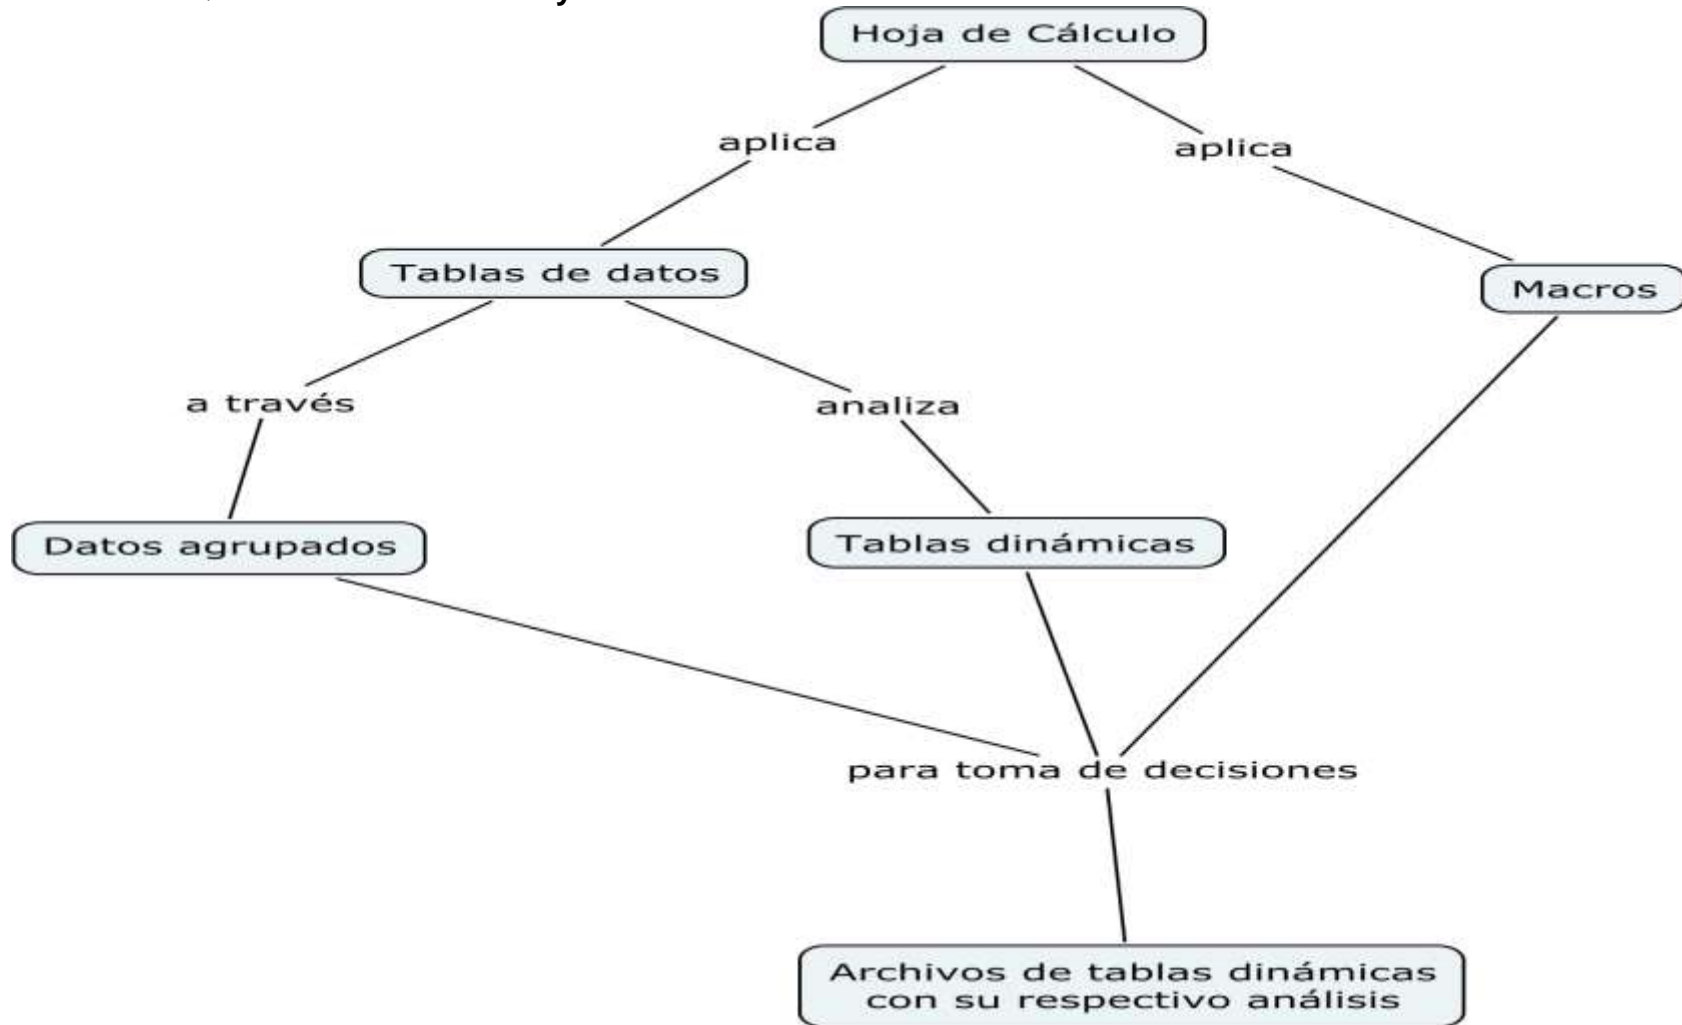 Hoja de Cálculo
aplica
aplica
Tablas de datos
Macros
a través
analiza
Datos agrupados
Tablas dinámicas
para toma de decisiones
Archivos de tablas dinámicas
con su respectivo análisis